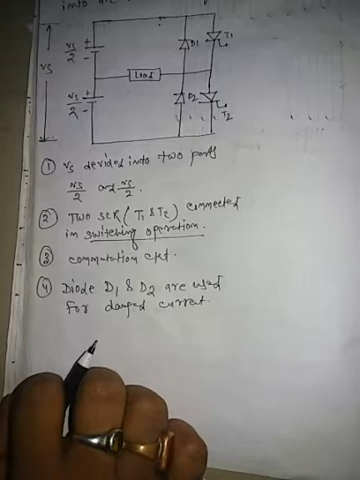 into
Vs/2
+
-
D1
T1
Vs
Load
Vs/2
+
-
D2
T2
① Vs devided into two parts
Vs/2 and Vs/2.
② TWO SCR (T1 & T2) connected
in switching operation.
③ commutation ckt.
④ Diode D1 & D2 are used
For damped current.